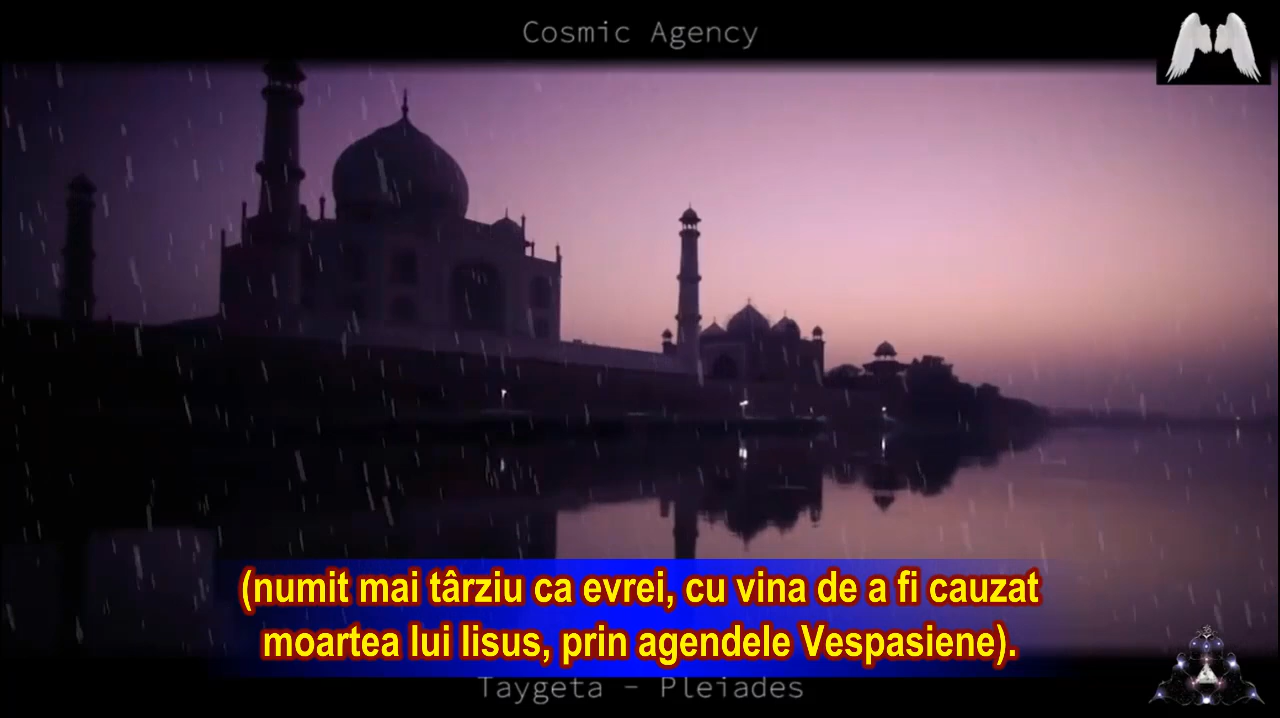 Cosmic Agency
(numit mai târziu ca evrei, cu vina de a fi cauzat
moartea lui Iisus, prin agendele Vespasiene).
Taygeta - Pleiades